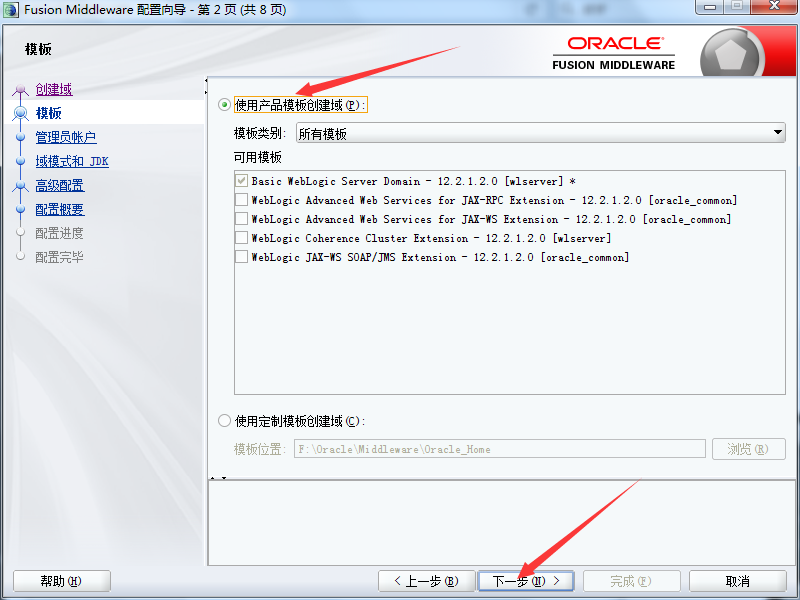 Fusion Middleware 配置向导 - 第 2 页 (共 8 页)
模板
ORACLE
FUSION MIDDLEWARE
创建域
模板
管理员帐户
域模式和 JDK
高级配置
配置概要
配置进度
配置完毕
使用产品模板创建域(P):
模板类别: 所有模板
可用模板
Basic WebLogic Server Domain - 12.2.1.2.0 [wlserver] *
WebLogic Advanced Web Services for JAX-RPC Extension - 12.2.1.2.0 [oracle_common]
WebLogic Advanced Web Services for JAX-WS Extension - 12.2.1.2.0 [oracle_common]
WebLogic Coherence Cluster Extension - 12.2.1.2.0 [wlserver]
WebLogic JAX-WS SOAP/JMS Extension - 12.2.1.2.0 [oracle_common]
使用定制模板创建域(C):
模板位置: F:\Oracle\Middleware\Oracle_Home 浏览(R)
帮助(H) < 上一步(B) 下一步(N) > 完成(F) 取消